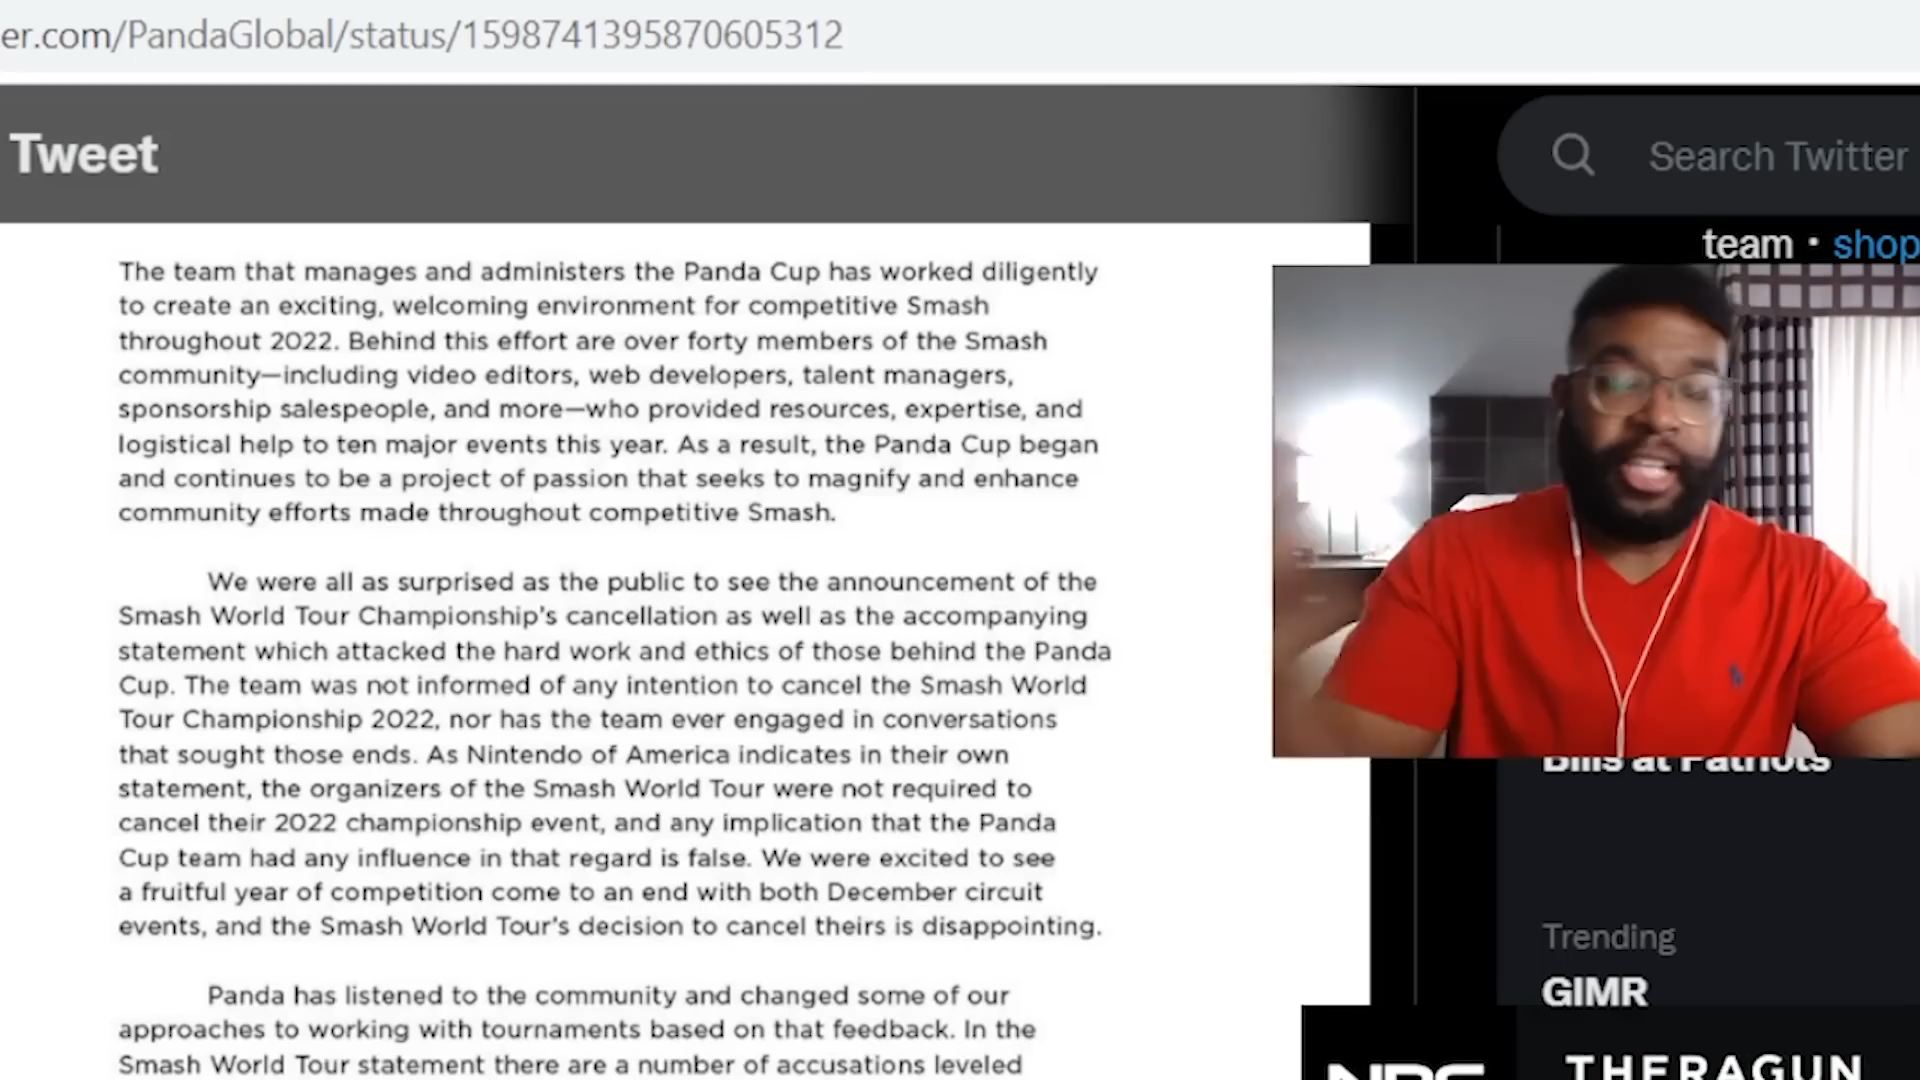 er.com/PandaGlobal/status/1598741395870605312
Tweet
Search Twitter
team · shop
The team that manages and administers the Panda Cup has worked diligently
to create an exciting, welcoming environment for competitive Smash
throughout 2022. Behind this effort are over forty members of the Smash
community—including video editors, web developers, talent managers,
sponsorship salespeople, and more—who provided resources, expertise, and
logistical help to ten major events this year. As a result, the Panda Cup began
and continues to be a project of passion that seeks to magnify and enhance
community efforts made throughout competitive Smash.
We were all as surprised as the public to see the announcement of the
Smash World Tour Championship's cancellation as well as the accompanying
statement which attacked the hard work and ethics of those behind the Panda
Cup. The team was not informed of any intention to cancel the Smash World
Tour Championship 2022, nor has the team ever engaged in conversations
that sought those ends. As Nintendo of America indicates in their own
statement, the organizers of the Smash World Tour were not required to
cancel their 2022 championship event, and any implication that the Panda
Cup team had any influence in that regard is false. We were excited to see
a fruitful year of competition come to an end with both December circuit
events, and the Smash World Tour's decision to cancel theirs is disappointing.
Panda has listened to the community and changed some of our
approaches to working with tournaments based on that feedback. In the
Smash World Tour statement there are a number of accusations leveled
Bills at Patriots
Trending
GIMR
THERAGUN